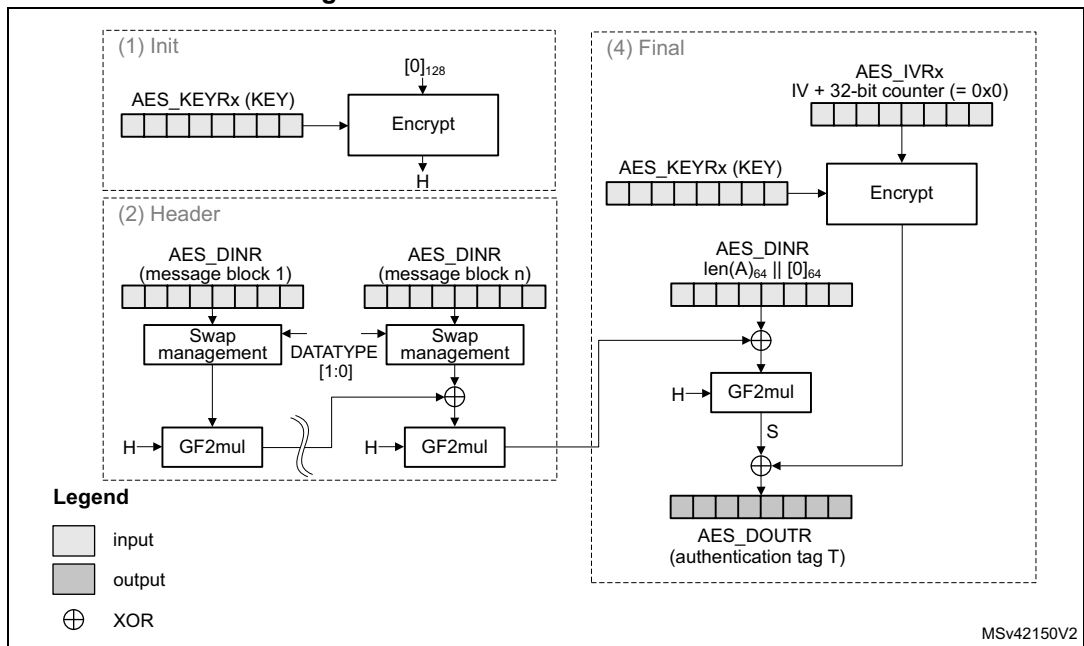 (1) Init
[0]128
AES_KEYRx (KEY)
Encrypt
H
(2) Header
AES_DINR
(message block 1)
AES_DINR
(message block n)
Swap
management
DATATYPE
[1:0]
Swap
management
H
GF2mul
H
GF2mul
(4) Final
AES_IVRx
IV + 32-bit counter (= 0x0)
AES_KEYRx (KEY)
Encrypt
AES_DINR
len(A)64 || [0]64
H
GF2mul
S
AES_DOUTR
(authentication tag T)
Legend
input
output
XOR
MSv42150V2